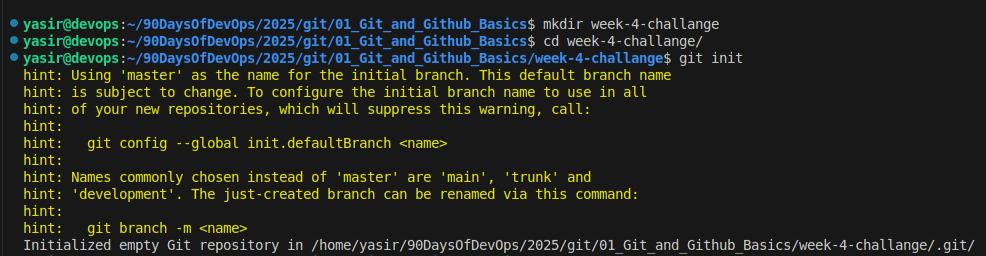 yasir@devops:~/90DaysOfDevOps/2025/git/01_Git_and_Github_Basics$ mkdir week-4-challange
yasir@devops:~/90DaysOfDevOps/2025/git/01_Git_and_Github_Basics$ cd week-4-challange/
yasir@devops:~/90DaysOfDevOps/2025/git/01_Git_and_Github_Basics/week-4-challange$ git init
hint: Using 'master' as the name for the initial branch. This default branch name
hint: is subject to change. To configure the initial branch name to use in all
hint: of your new repositories, which will suppress this warning, call:
hint:
hint:   git config --global init.defaultBranch <name>
hint:
hint: Names commonly chosen instead of 'master' are 'main', 'trunk' and
hint: 'development'. The just-created branch can be renamed via this command:
hint:
hint:   git branch -m <name>
Initialized empty Git repository in /home/yasir/90DaysOfDevOps/2025/git/01_Git_and_Github_Basics/week-4-challange/.git/